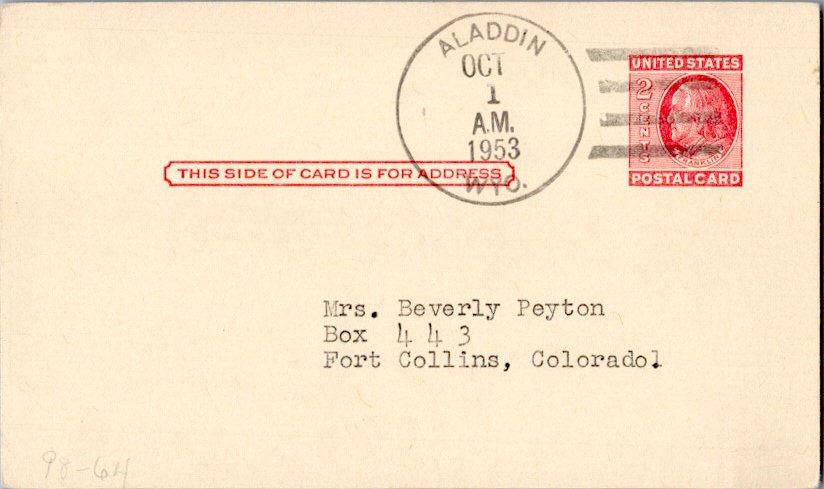 ALADDIN
OCT
1
A.M.
1953
WYO.
UNITED STATES
2
CENTS
FRANKLIN
POSTAL CARD
THIS SIDE OF CARD IS FOR ADDRESS
Mrs. Beverly Peyton
Box 4 4 3
Fort Collins, Colorado.
98-64